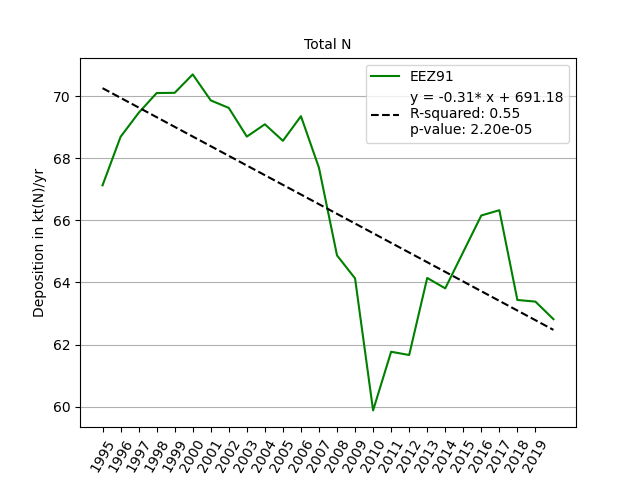 Total N
EEZ91
y = -0.31* x + 691.18
R-squared: 0.55
p-value: 2.20e-05
Deposition in kt(N)/yr
70
68
66
64
62
60
1995 1996 1997 1998 1999 2000 2001 2002 2003 2004 2005 2006 2007 2008 2009 2010 2011 2012 2013 2014 2015 2016 2017 2018 2019